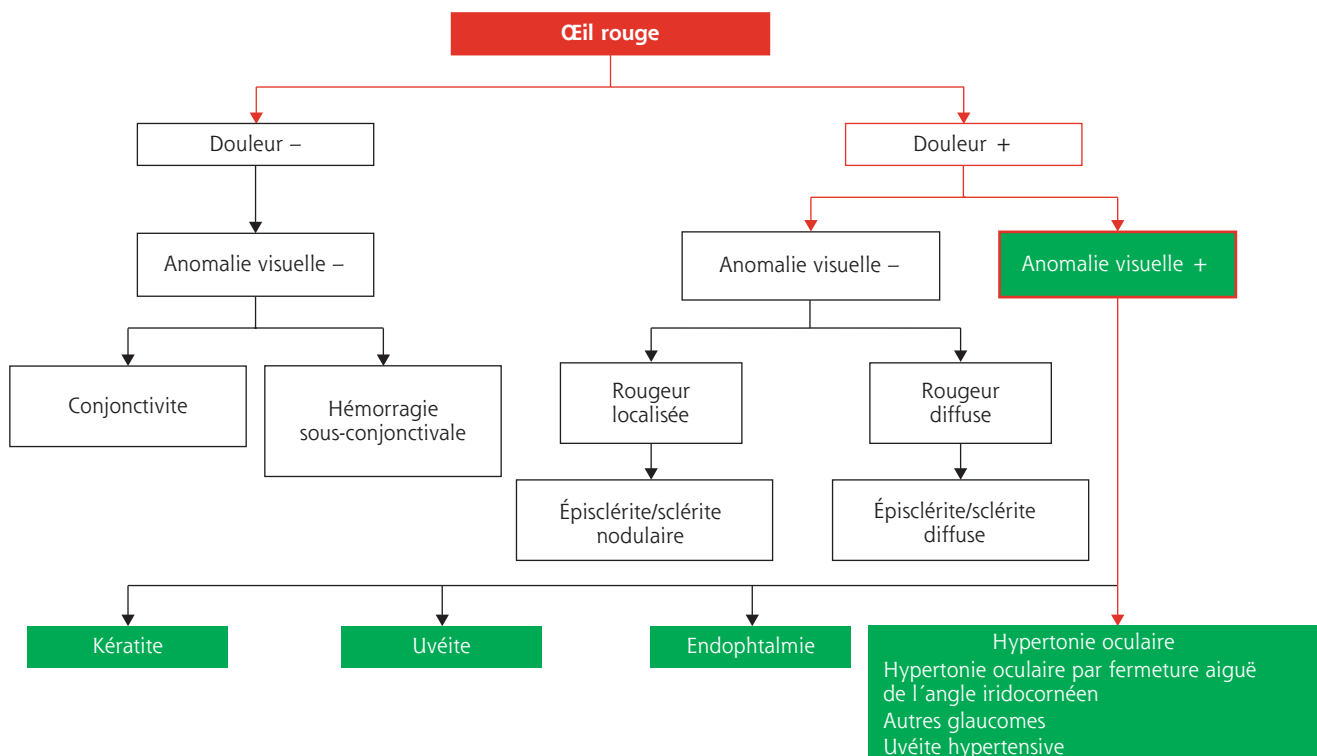 Œil rouge
Douleur –
Douleur +
Anomalie visuelle –
Anomalie visuelle –
Anomalie visuelle +
Conjonctivite
Hémorragie
sous-conjonctivale
Rougeur
localisée
Rougeur
diffuse
Épisclérite/sclérite
nodulaire
Épisclérite/sclérite
diffuse
Kératite
Uvéite
Endophtalmie
Hypertonie oculaire
Hypertonie oculaire par fermeture aiguë
de l´angle iridocornéen
Autres glaucomes
Uvéite hypertensive